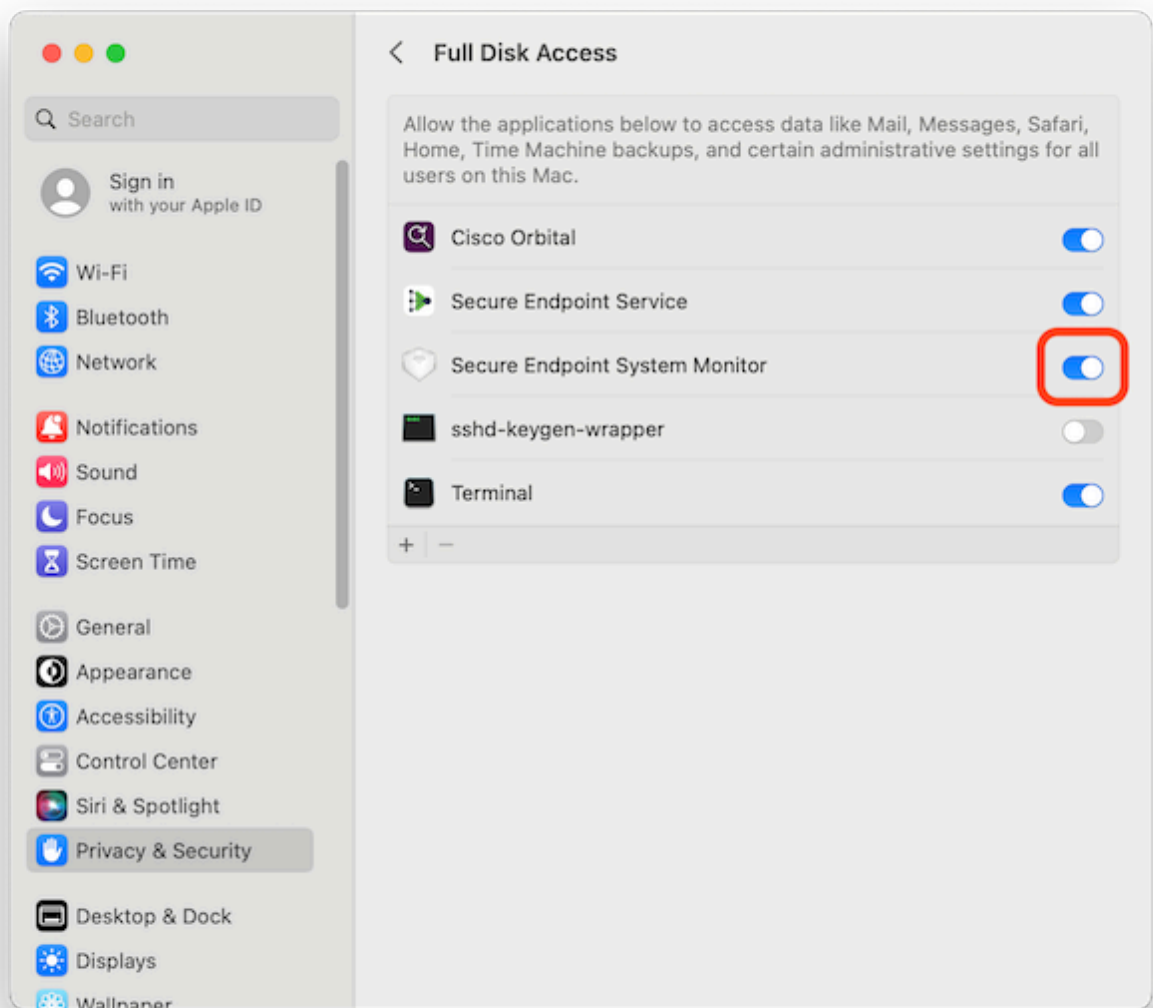 Search
Sign in
with your Apple ID
Wi-Fi
Bluetooth
Network
Notifications
Sound
Focus
Screen Time
General
Appearance
Accessibility
Control Center
Siri & Spotlight
Privacy & Security
Desktop & Dock
Displays
Wallpaper
Full Disk Access
Allow the applications below to access data like Mail, Messages, Safari,
Home, Time Machine backups, and certain administrative settings for all
users on this Mac.
Cisco Orbital
Secure Endpoint Service
Secure Endpoint System Monitor
sshd-keygen-wrapper
Terminal